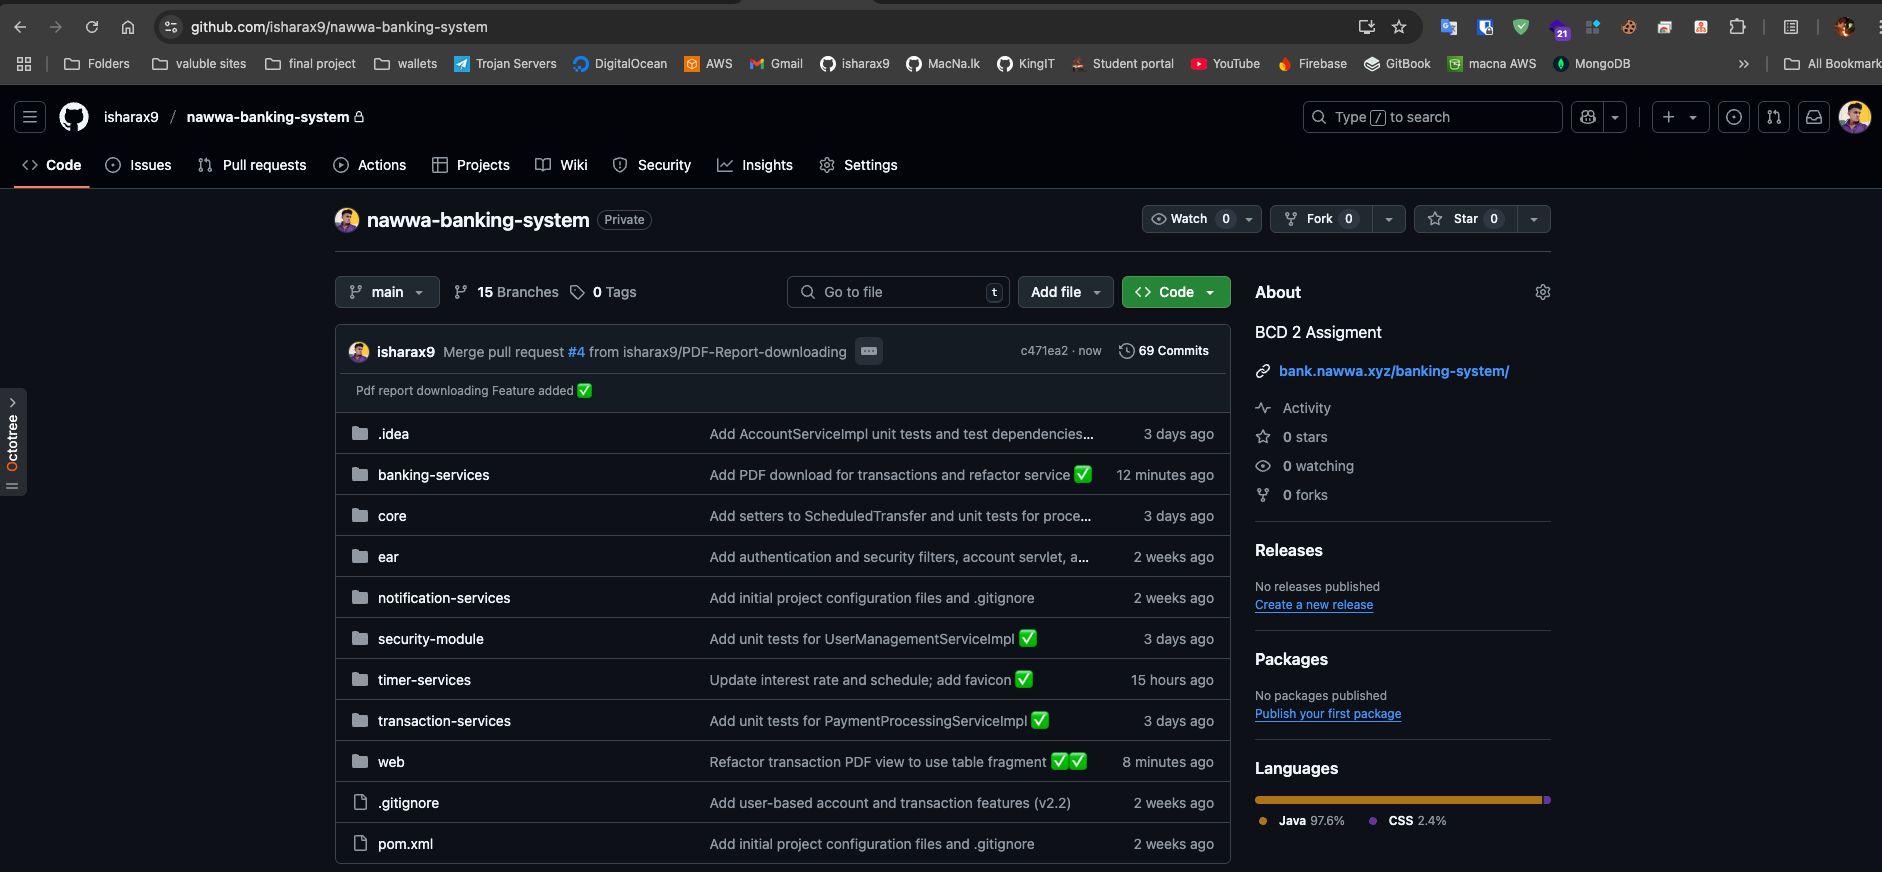 github.com/isharax9/nawwa-banking-system
21
Folders valuble sites final project wallets Trojan Servers DigitalOcean AWS Gmail isharax9 MacNa.lk KingIT Student portal YouTube Firebase GitBook macna AWS MongoDB » All Bookmark
isharax9 / nawwa-banking-system
Type / to search
Code Issues Pull requests Actions Projects Wiki Security Insights Settings
nawwa-banking-system Private
Watch 0 Fork 0 Star 0
main 15 Branches 0 Tags Go to file t Add file Code
isharax9 Merge pull request #4 from isharax9/PDF-Report-downloading c471ea2 · now 69 Commits
Pdf report downloading Feature added ✅
.idea Add AccountServiceImpl unit tests and test dependencies... 3 days ago
banking-services Add PDF download for transactions and refactor service ✅ 12 minutes ago
core Add setters to ScheduledTransfer and unit tests for proce... 3 days ago
ear Add authentication and security filters, account servlet, a... 2 weeks ago
notification-services Add initial project configuration files and .gitignore 2 weeks ago
security-module Add unit tests for UserManagementServiceImpl ✅ 3 days ago
timer-services Update interest rate and schedule; add favicon ✅ 15 hours ago
transaction-services Add unit tests for PaymentProcessingServiceImpl ✅ 3 days ago
web Refactor transaction PDF view to use table fragment ✅✅ 8 minutes ago
.gitignore Add user-based account and transaction features (v2.2) 2 weeks ago
pom.xml Add initial project configuration files and .gitignore 2 weeks ago
About
BCD 2 Assigment
bank.nawwa.xyz/banking-system/
Activity
0 stars
0 watching
0 forks
Releases
No releases published
Create a new release
Packages
No packages published
Publish your first package
Languages
Java 97.6% CSS 2.4%
Octotree